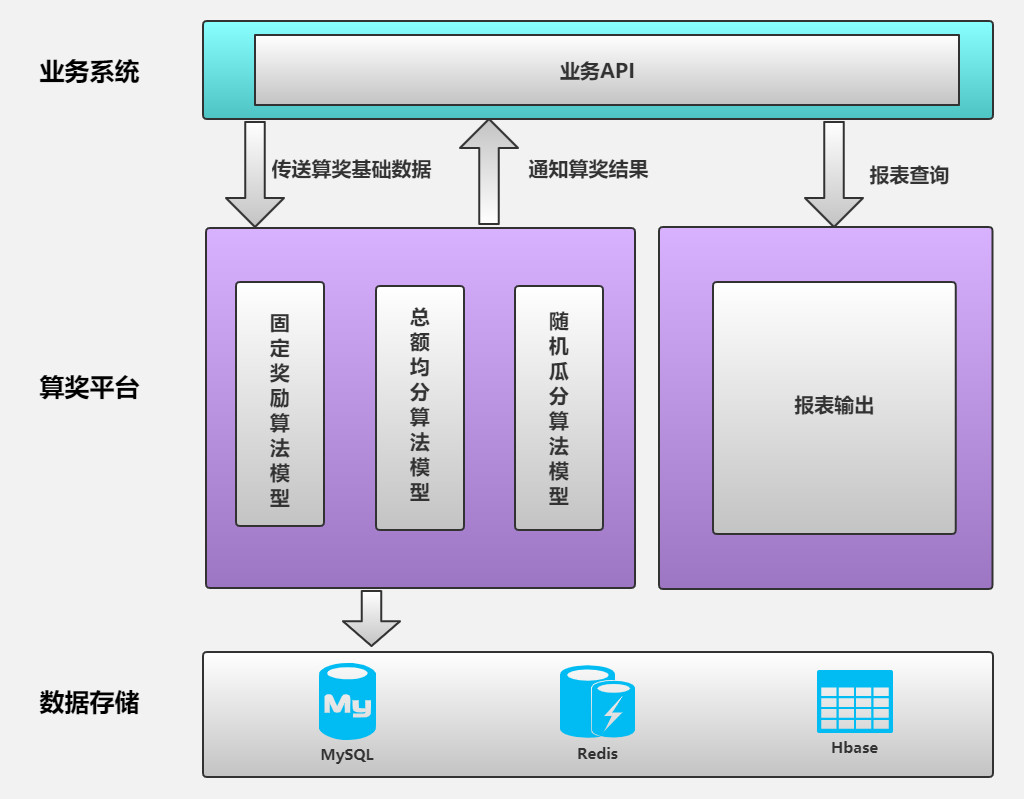 业务系统
业务API
传送算奖基础数据
通知算奖结果
报表查询
算奖平台
固定奖励算法模型
总额均分算法模型
随机瓜分算法模型
报表输出
数据存储
My
MySQL
Redis
Hbase